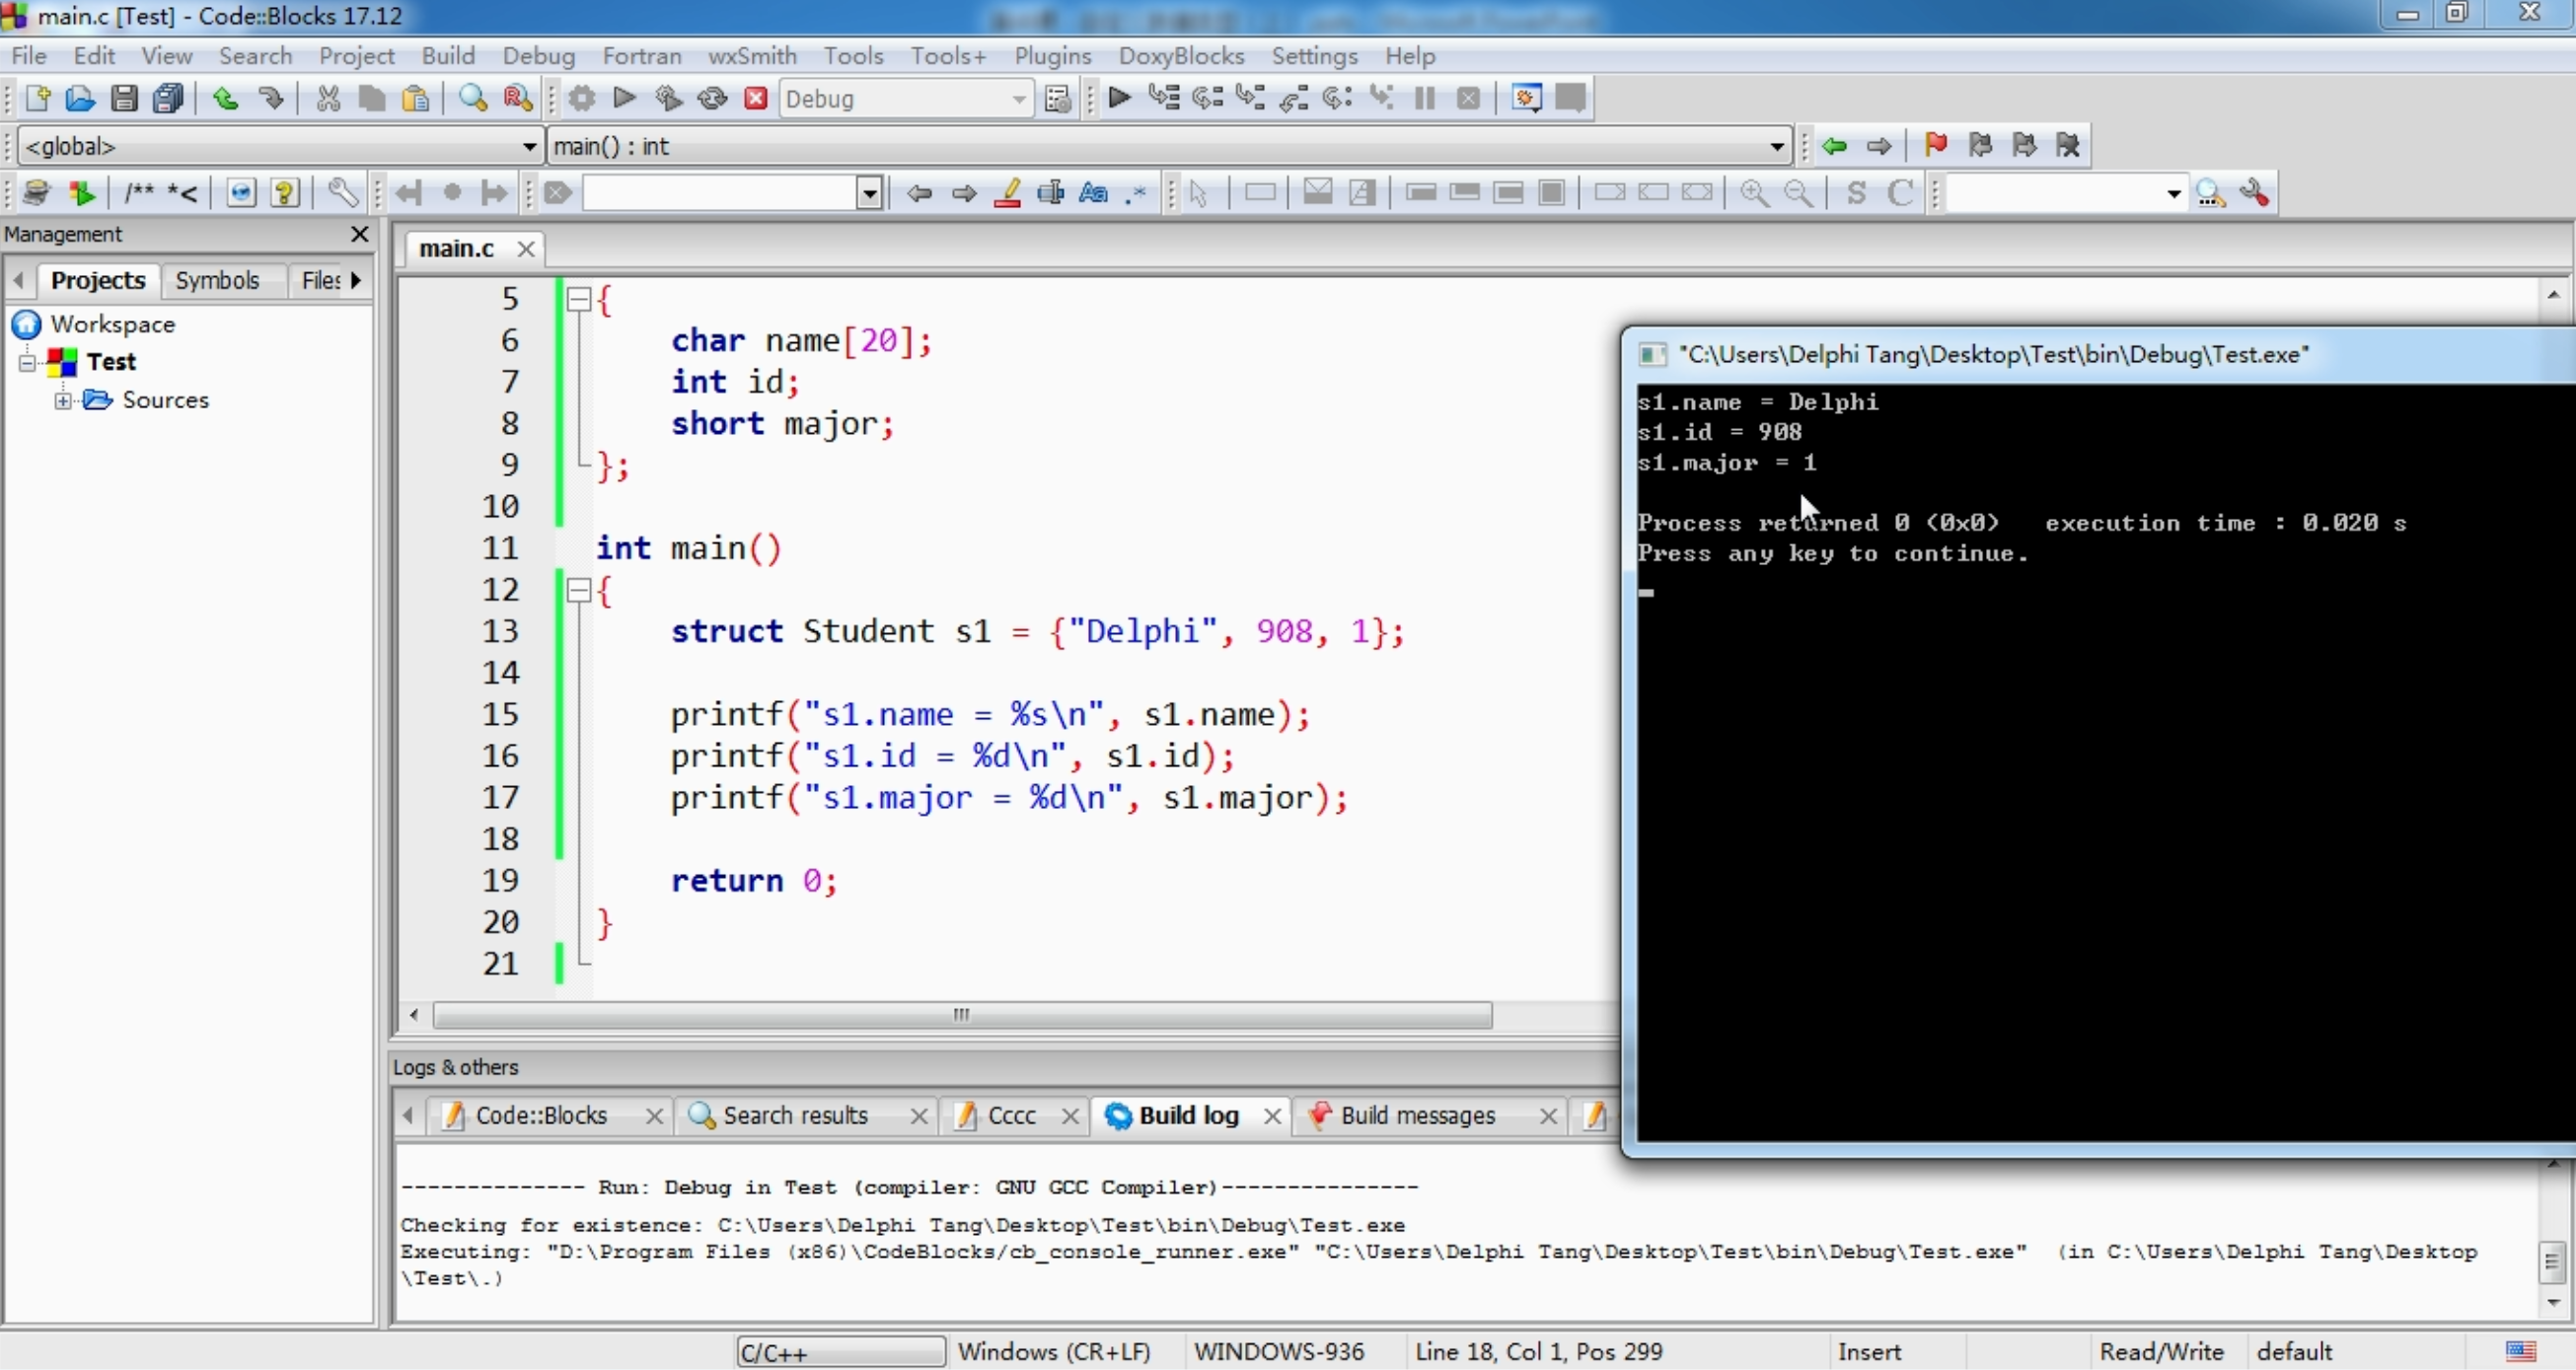 main.c [Test] - Code::Blocks 17.12
File Edit View Search Project Build Debug Fortran wxSmith Tools Tools+ Plugins DoxyBlocks Settings Help
Debug
<global> main() : int
/** *<
S C
Management
main.c
Projects Symbols Files
Workspace
Test
Sources
5 {
6 char name[20];
7 int id;
8 short major;
9 };
10
11 int main()
12 {
13 struct Student s1 = {"Delphi", 908, 1};
14
15 printf("s1.name = %s\n", s1.name);
16 printf("s1.id = %d\n", s1.id);
17 printf("s1.major = %d\n", s1.major);
18
19 return 0;
20 }
21
"C:\Users\Delphi Tang\Desktop\Test\bin\Debug\Test.exe"
s1.name = Delphi
s1.id = 908
s1.major = 1
Process returned 0 (0x0) execution time : 0.020 s
Press any key to continue.
Logs & others
Code::Blocks Search results Cccc Build log Build messages
-------------- Run: Debug in Test (compiler: GNU GCC Compiler)---------------
Checking for existence: C:\Users\Delphi Tang\Desktop\Test\bin\Debug\Test.exe
Executing: "D:\Program Files (x86)\CodeBlocks/cb_console_runner.exe" "C:\Users\Delphi Tang\Desktop\Test\bin\Debug\Test.exe" (in C:\Users\Delphi Tang\Desktop
\Test\.)
C/C++ Windows (CR+LF) WINDOWS-936 Line 18, Col 1, Pos 299 Insert Read/Write default